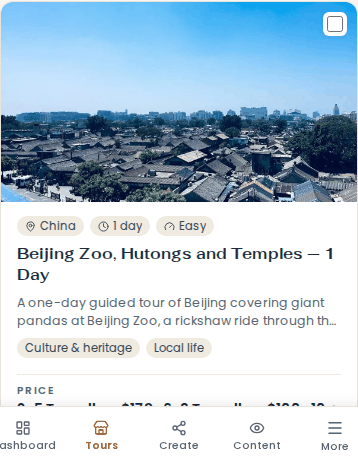 China
1 day
Easy
Beijing Zoo, Hutongs and Temples — 1
Day
A one-day guided tour of Beijing covering giant
pandas at Beijing Zoo, a rickshaw ride through th…
Culture & heritage
Local life
PRICE
ashboard
Tours
Create
Content
More